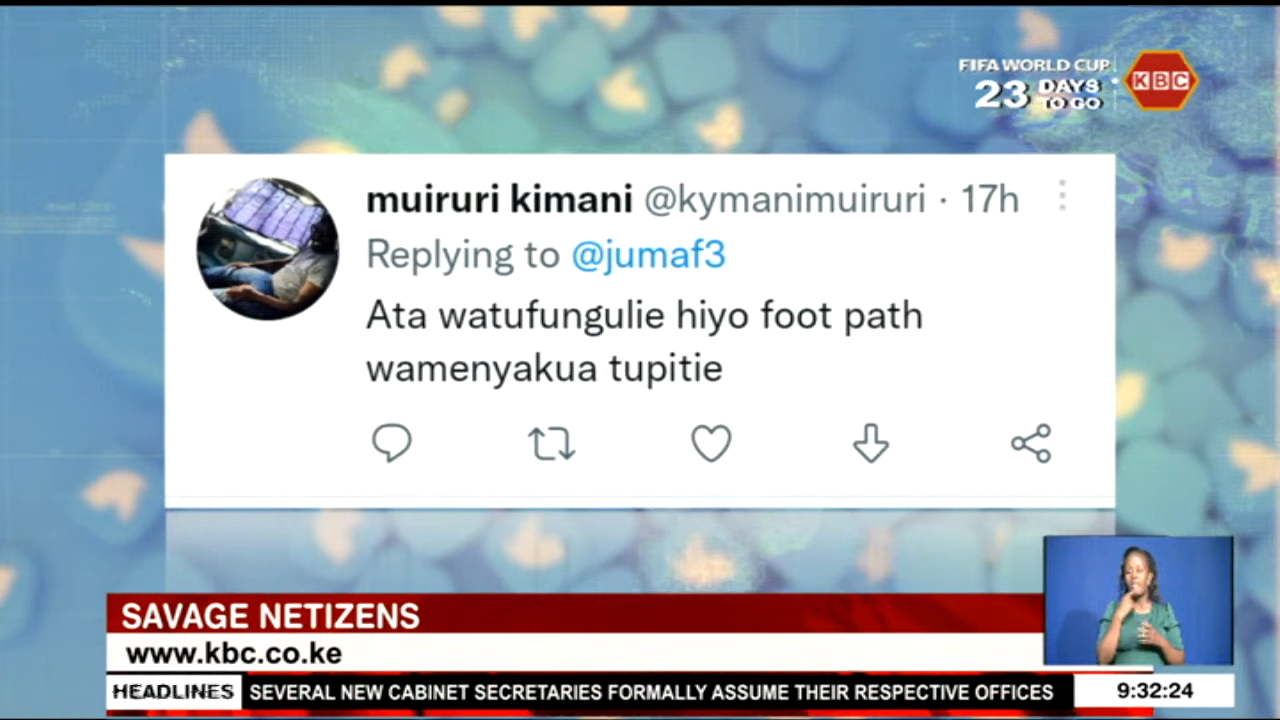 FIFA WORLD CUP
23 DAYS TO GO
KBC
muiruri kimani @kymanimuiruri · 17h
Replying to @jumaf3
Ata watufungulie hiyo foot path
wamenyakua tupitie
SAVAGE NETIZENS
www.kbc.co.ke
HEADLINES SEVERAL NEW CABINET SECRETARIES FORMALLY ASSUME THEIR RESPECTIVE OFFICES 9:32:24